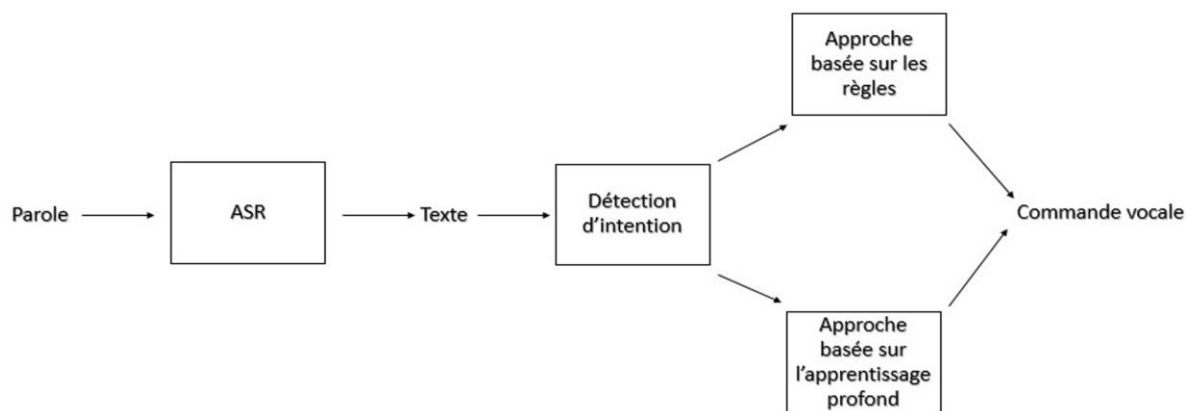 Parole
ASR
Texte
Détection
d'intention
Approche
basée sur les
règles
Approche
basée sur
l'apprentissage
profond
Commande vocale